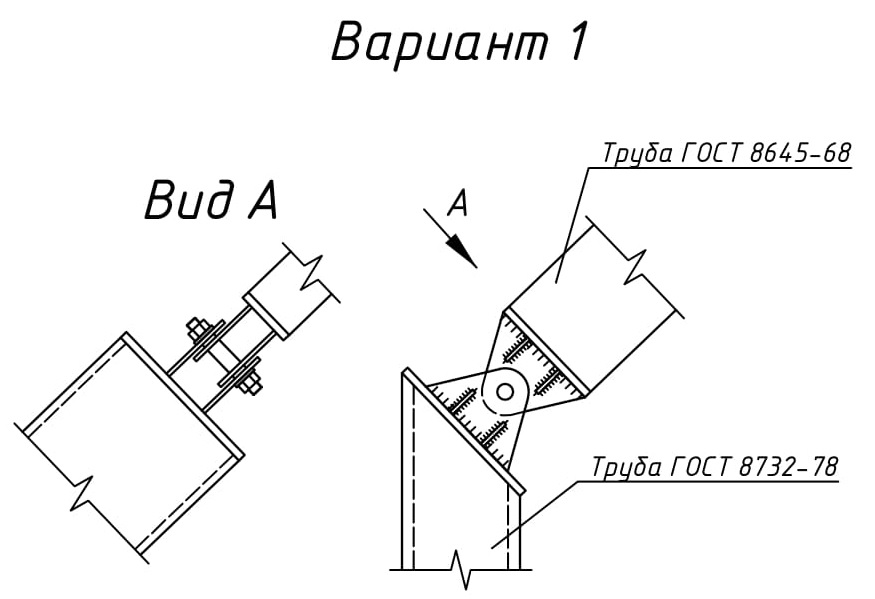 Вариант 1
Труба ГОСТ 8645-68
Вид А
А
Труба ГОСТ 8732-78